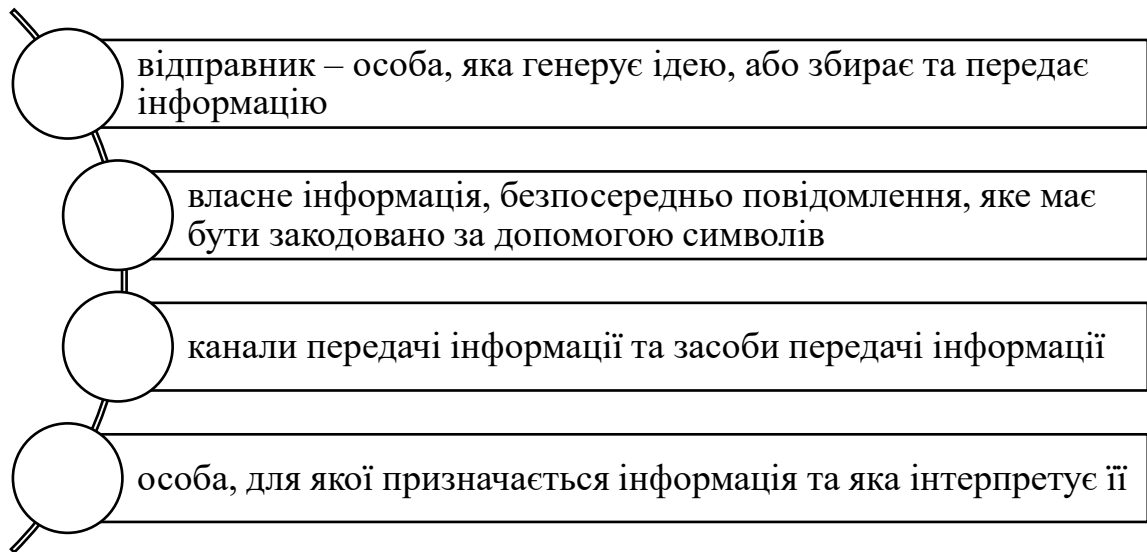 відправник – особа, яка генерує ідею, або збирає та передає
інформацію
власне інформація, безпосередньо повідомлення, яке має
бути закодовано за допомогою символів
канали передачі інформації та засоби передачі інформації
особа, для якої призначається інформація та яка інтерпретує її